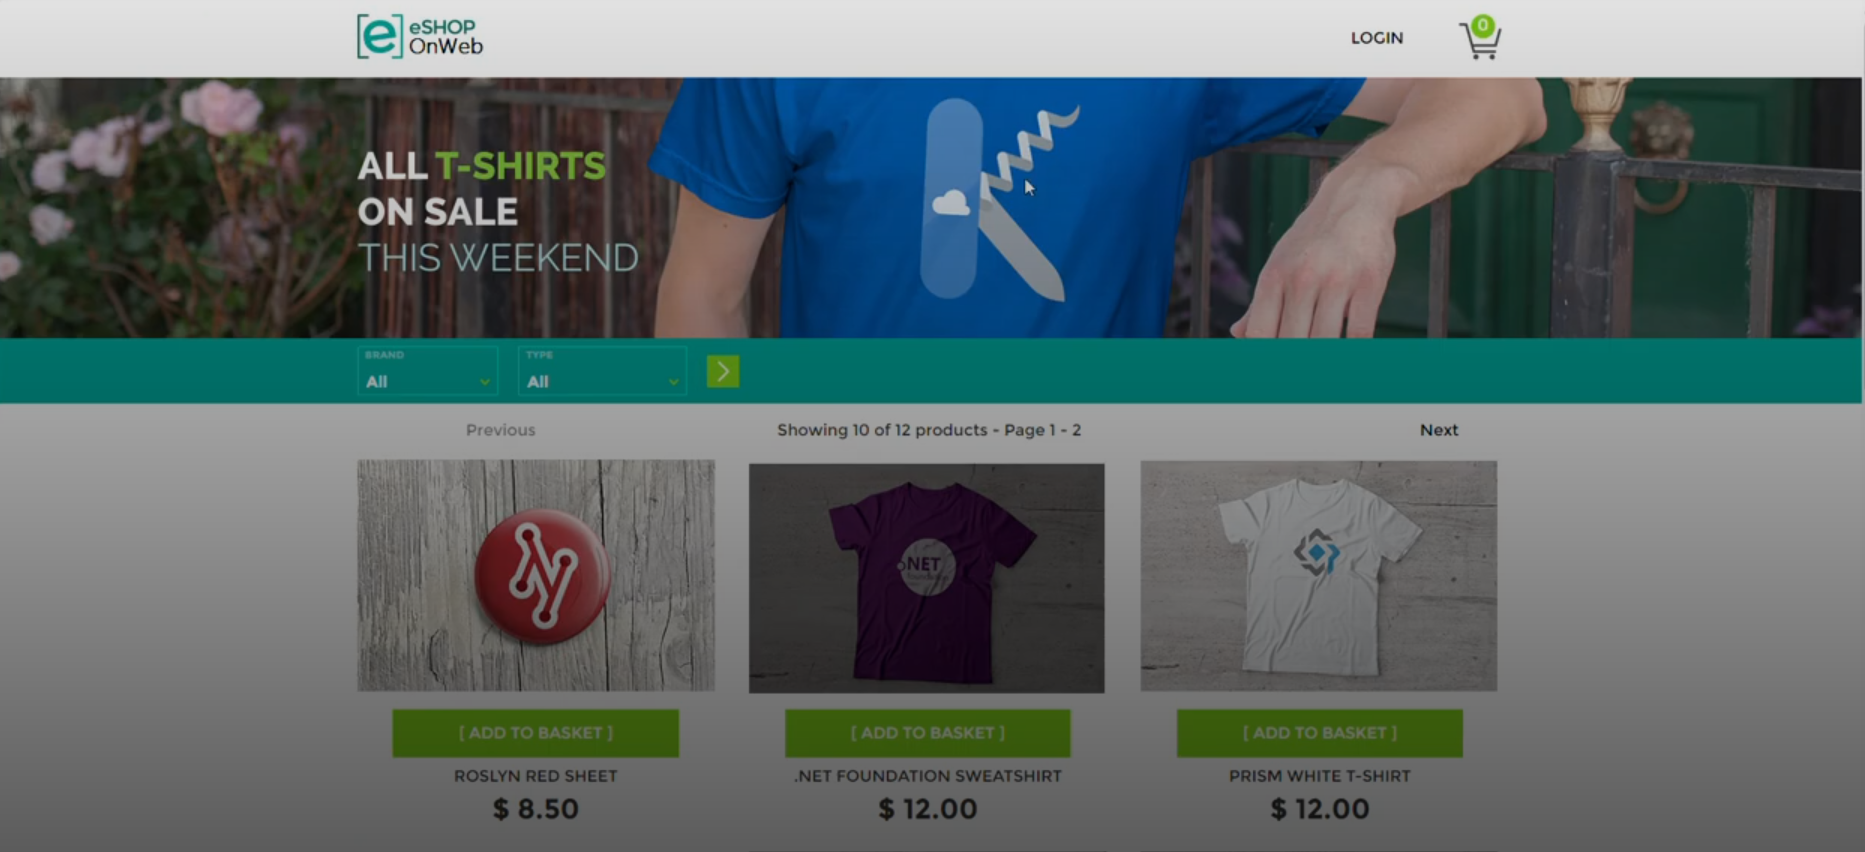 eSHOP
OnWeb
LOGIN
0
ALL T-SHIRTS
ON SALE
THIS WEEKEND
BRAND
All
TYPE
All
Previous
Showing 10 of 12 products - Page 1 - 2
Next
.NET
[ ADD TO BASKET ]
[ ADD TO BASKET ]
[ ADD TO BASKET ]
ROSLYN RED SHEET
.NET FOUNDATION SWEATSHIRT
PRISM WHITE T-SHIRT
$ 8.50
$ 12.00
$ 12.00